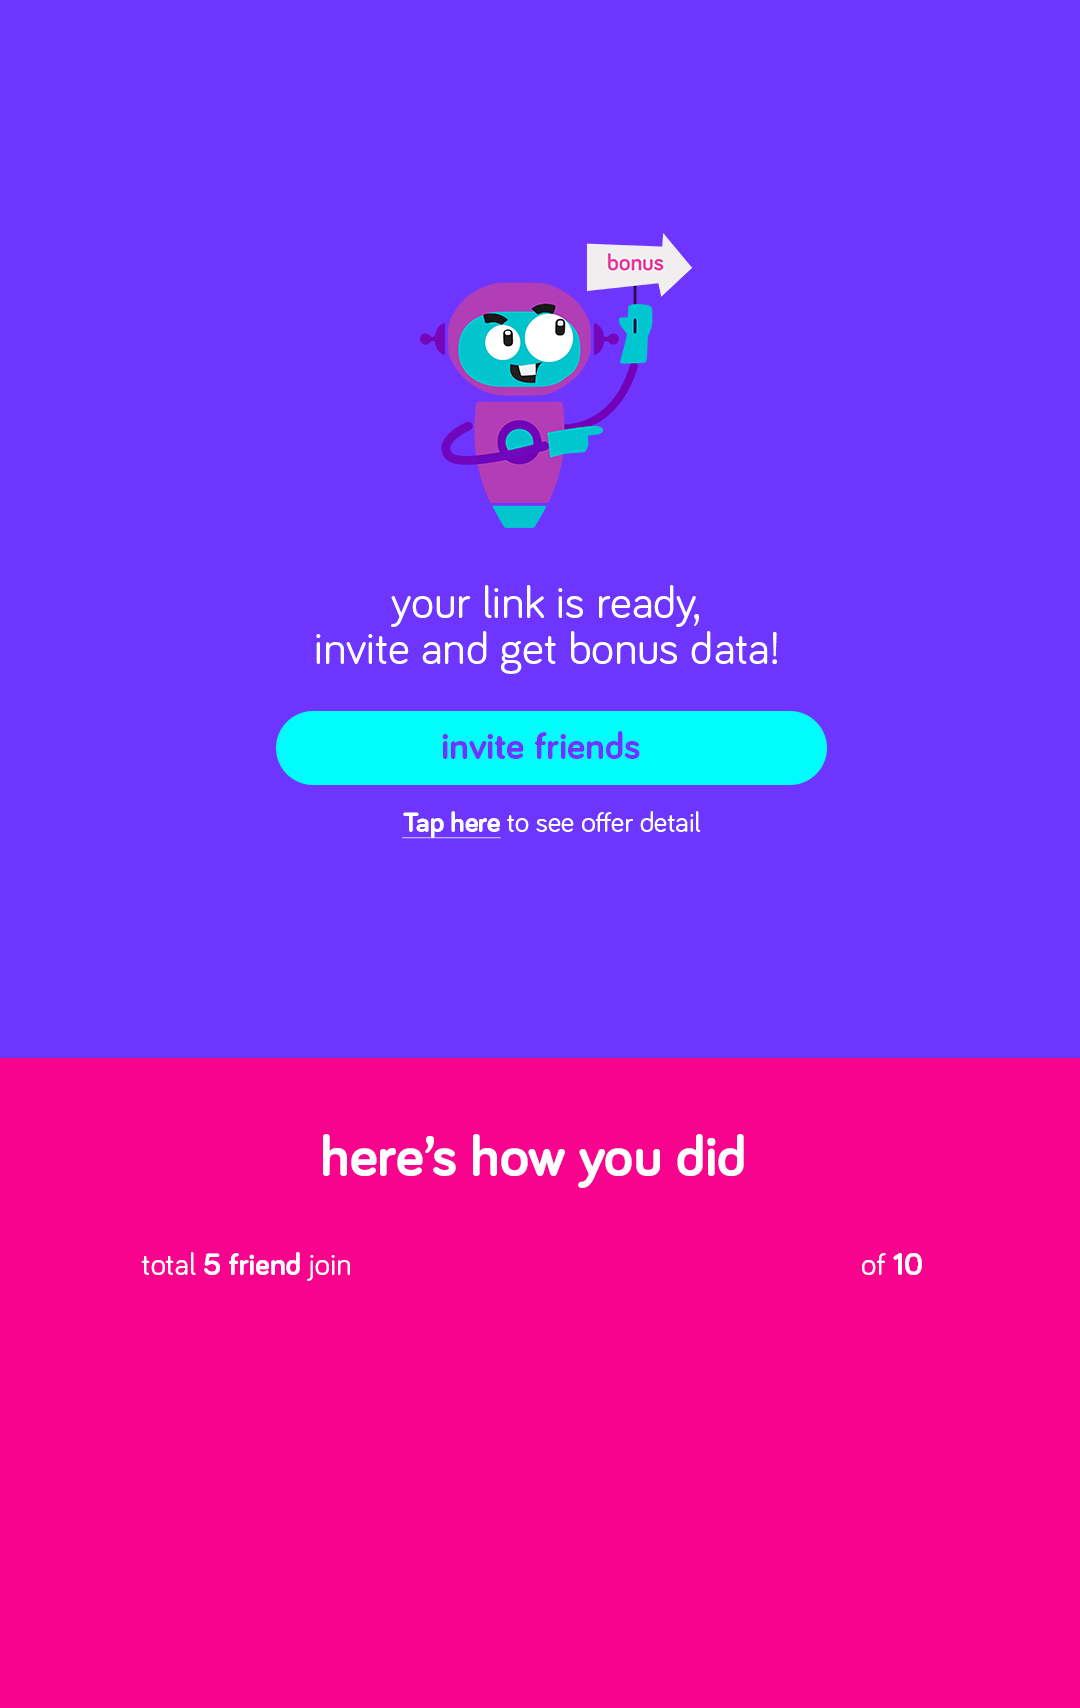 bonus
your link is ready,
invite and get bonus data!
invite friends
Tap here to see offer detail
here's how you did
total 5 friend join of 10